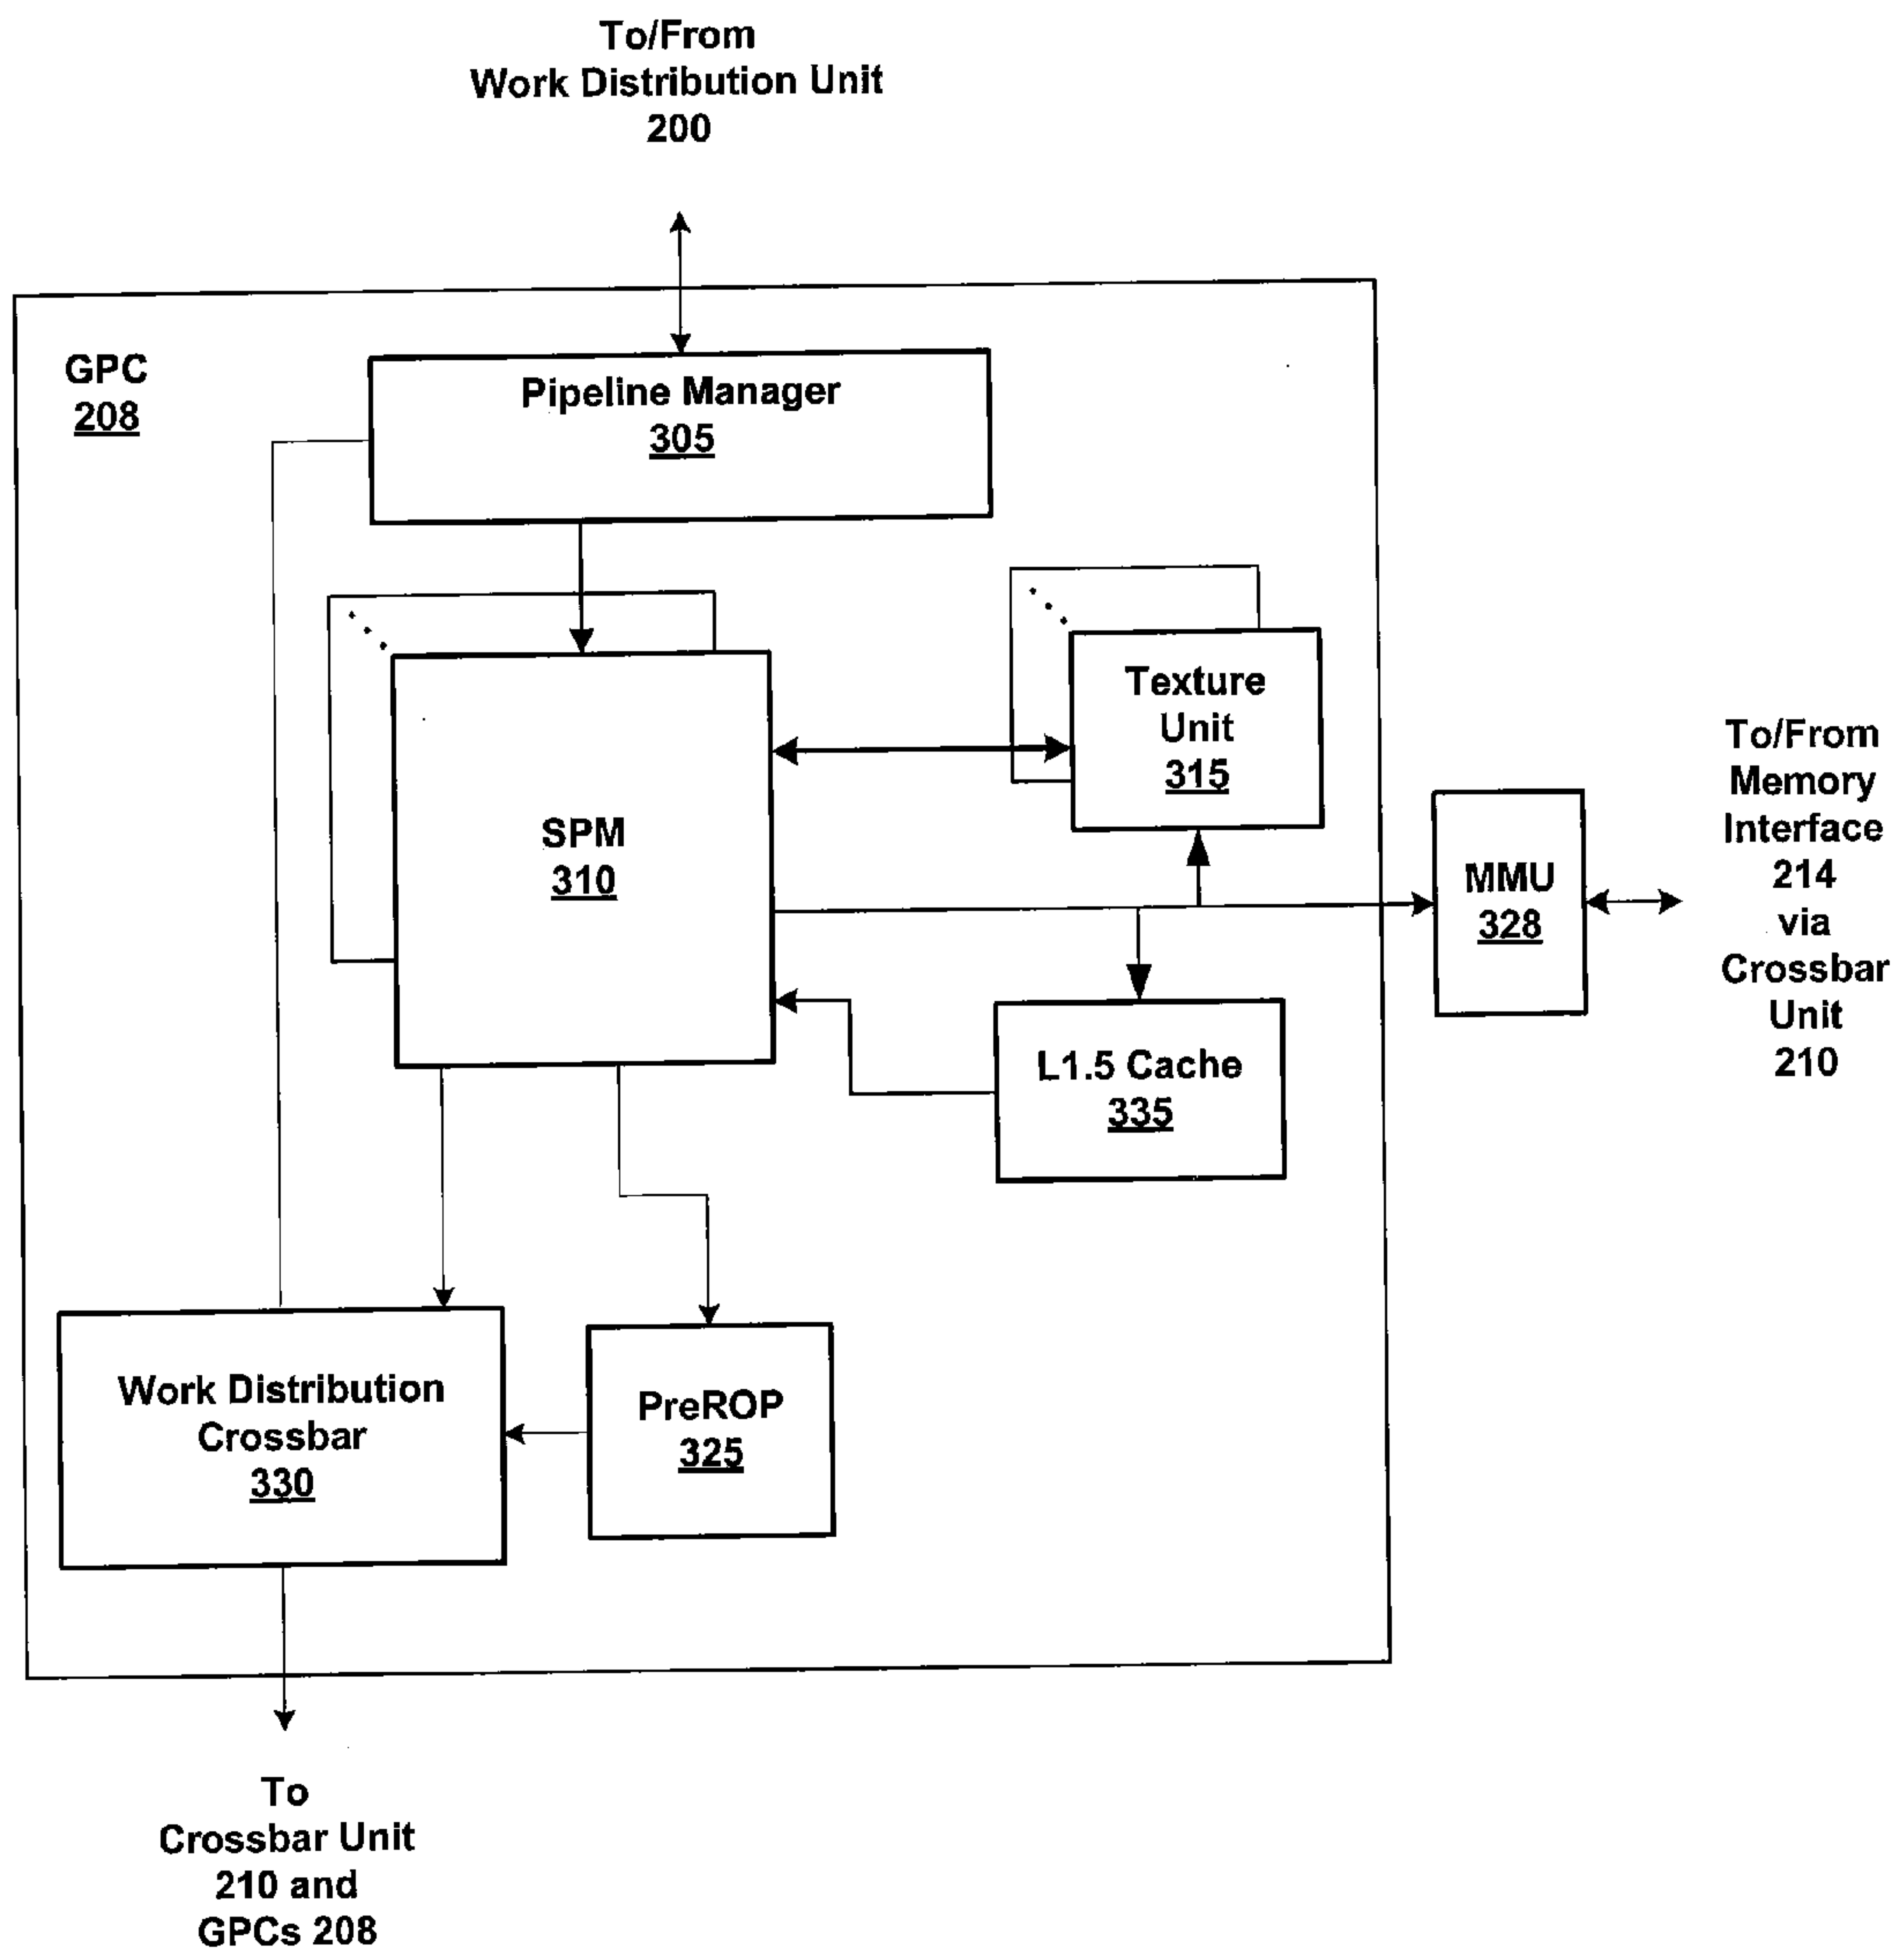 To/From
Work Distribution Unit
200
GPC
208
Pipeline Manager
305
Texture
Unit
315
SPM
310
To/From
Memory
Interface
214
via
Crossbar
Unit
210
MMU
328
L1.5 Cache
335
Work Distribution
Crossbar
330
PreROP
325
To
Crossbar Unit
210 and
GPCs 208